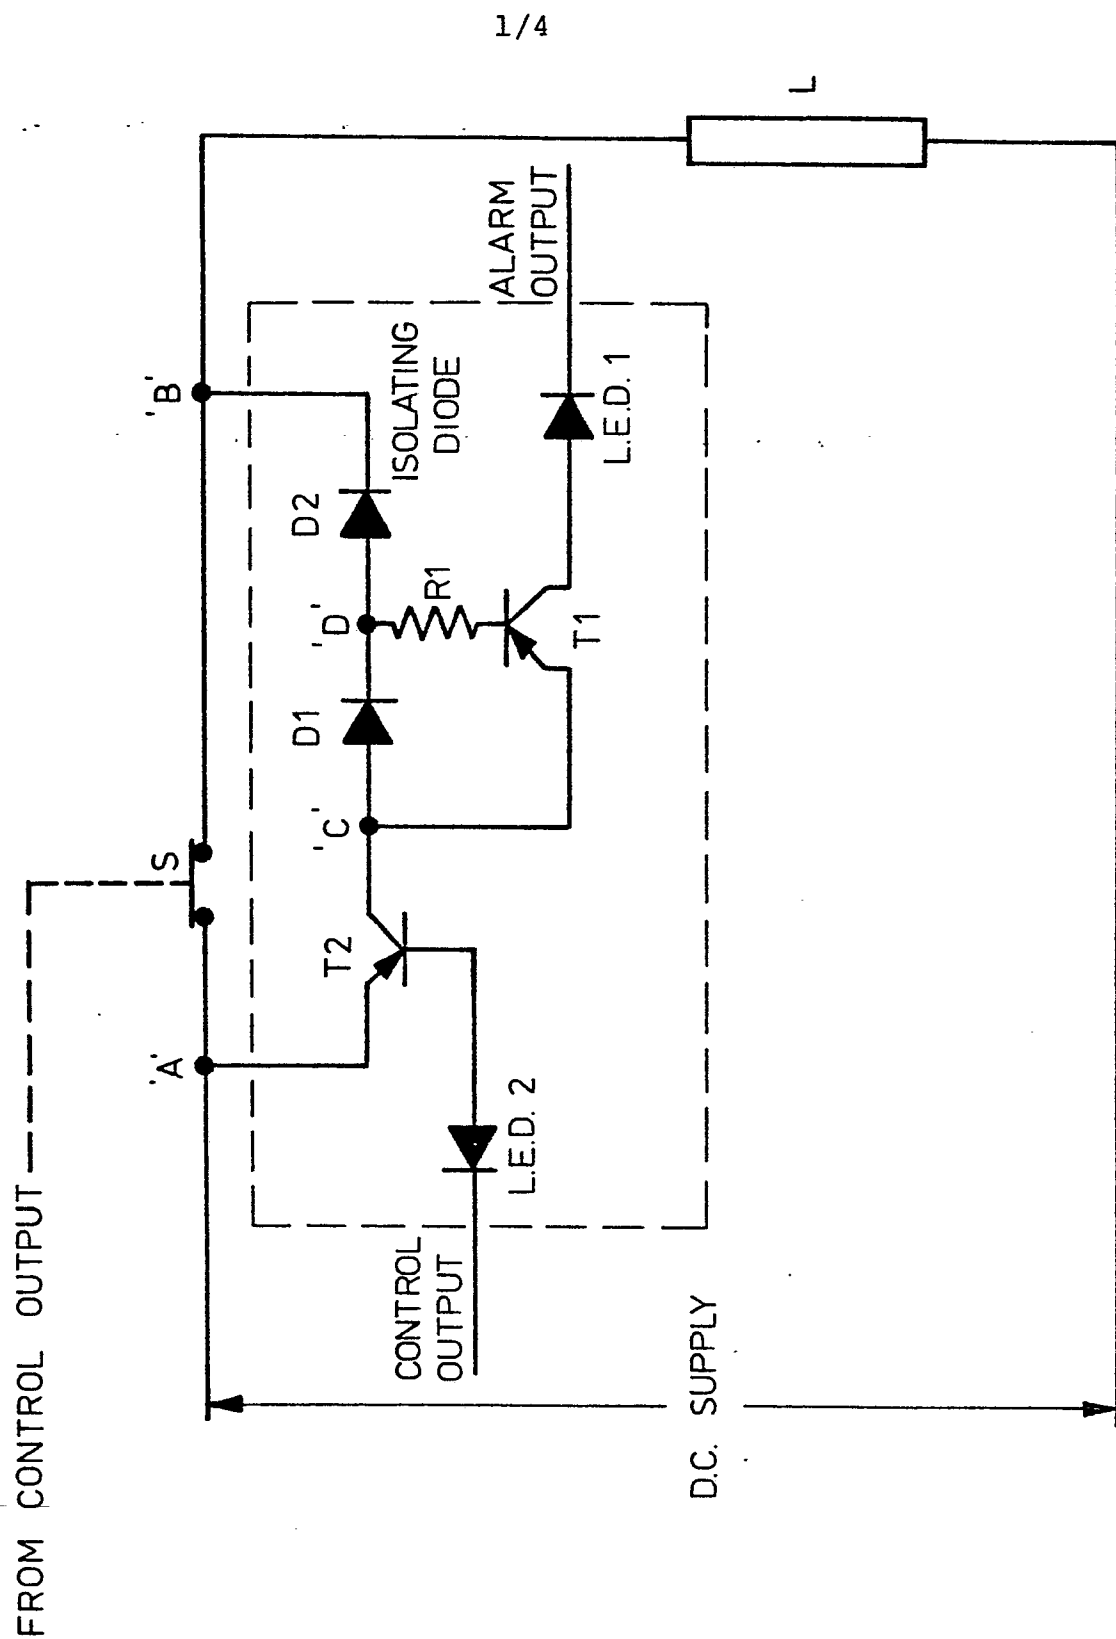 1/4
FROM CONTROL OUTPUT
'A'
S
'B'
T2
'C'
D1
'D'
D2
ISOLATING
DIODE
R1
T1
L.E.D. 1
ALARM
OUTPUT
L.E.D. 2
CONTROL
OUTPUT
D.C. SUPPLY
L